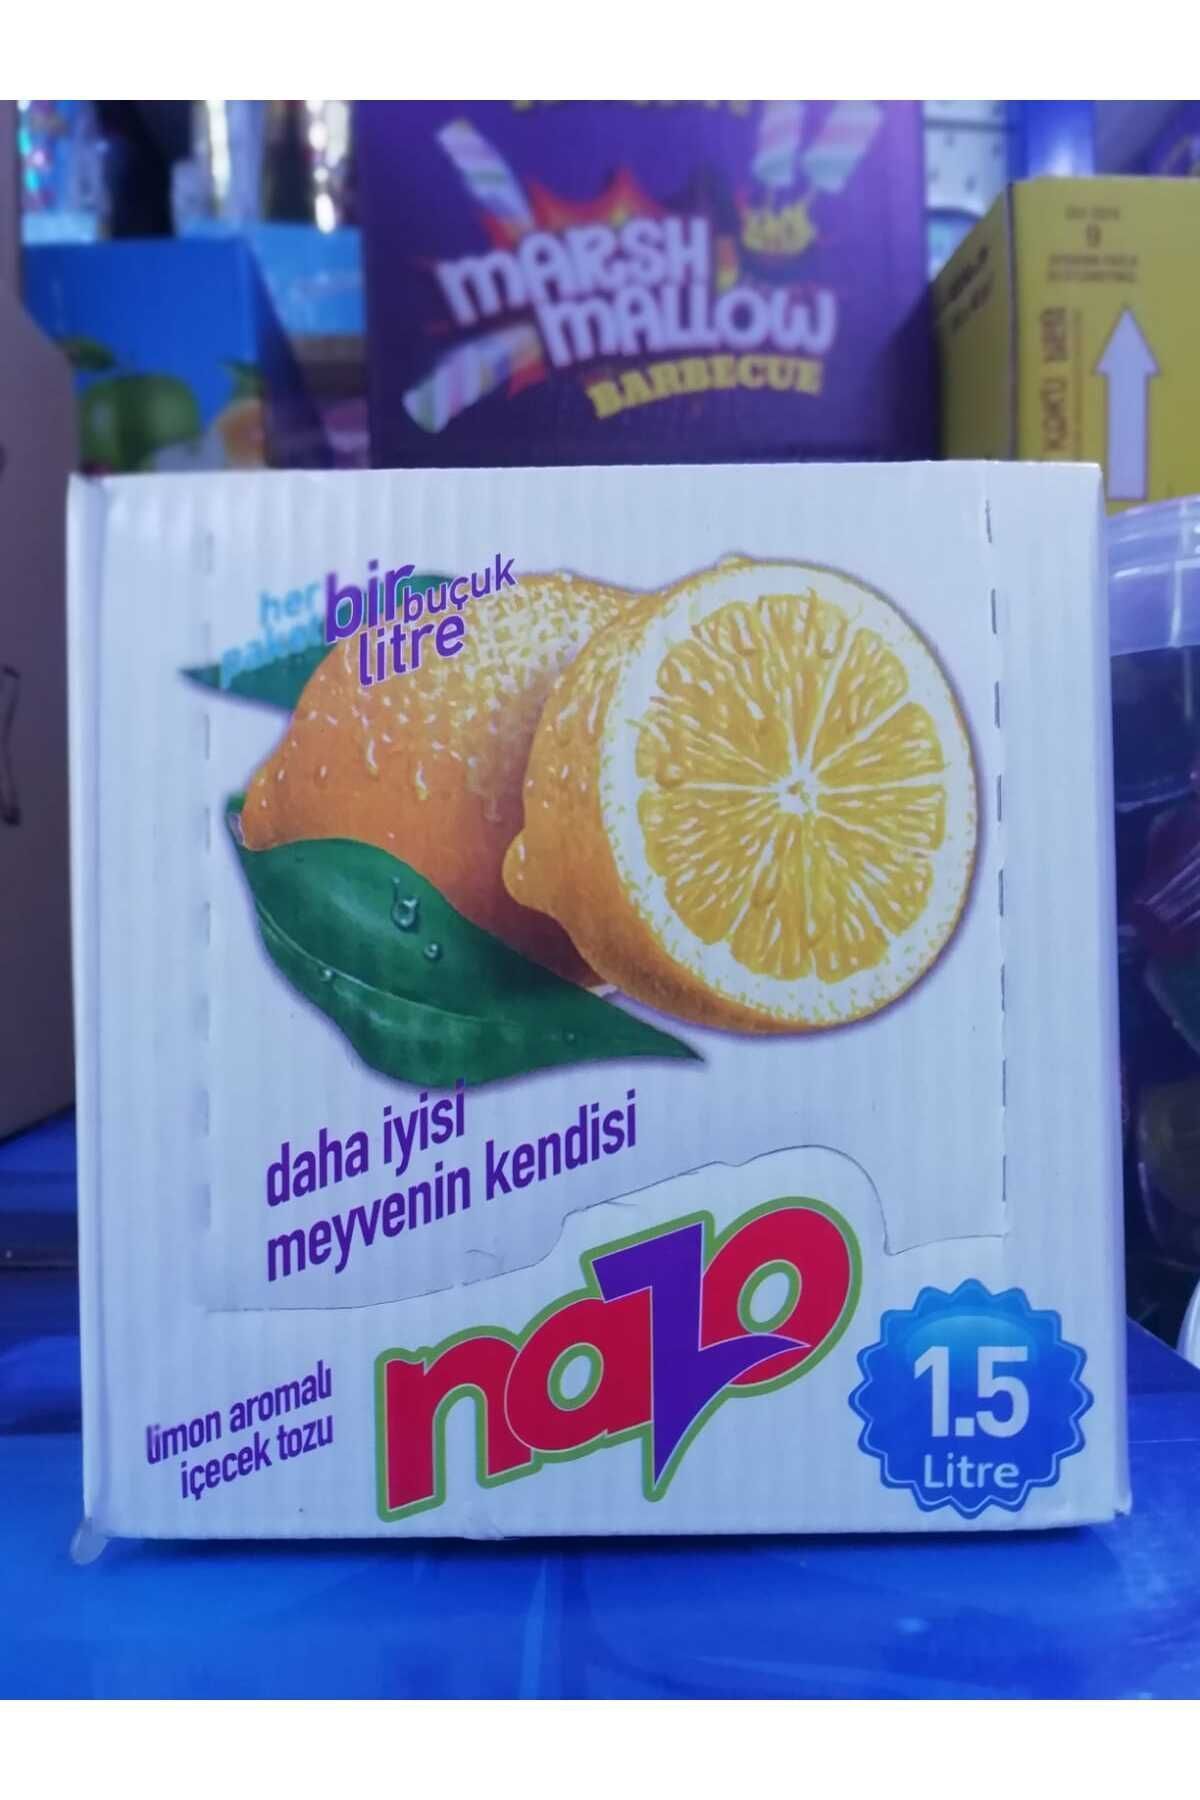 MARSH
MALLOW
BARBECUE
9
her bir buçuk
paket litre
daha iyisi
meyvenin kendisi
nazo
limon aromalı
içecek tozu
1.5
Litre